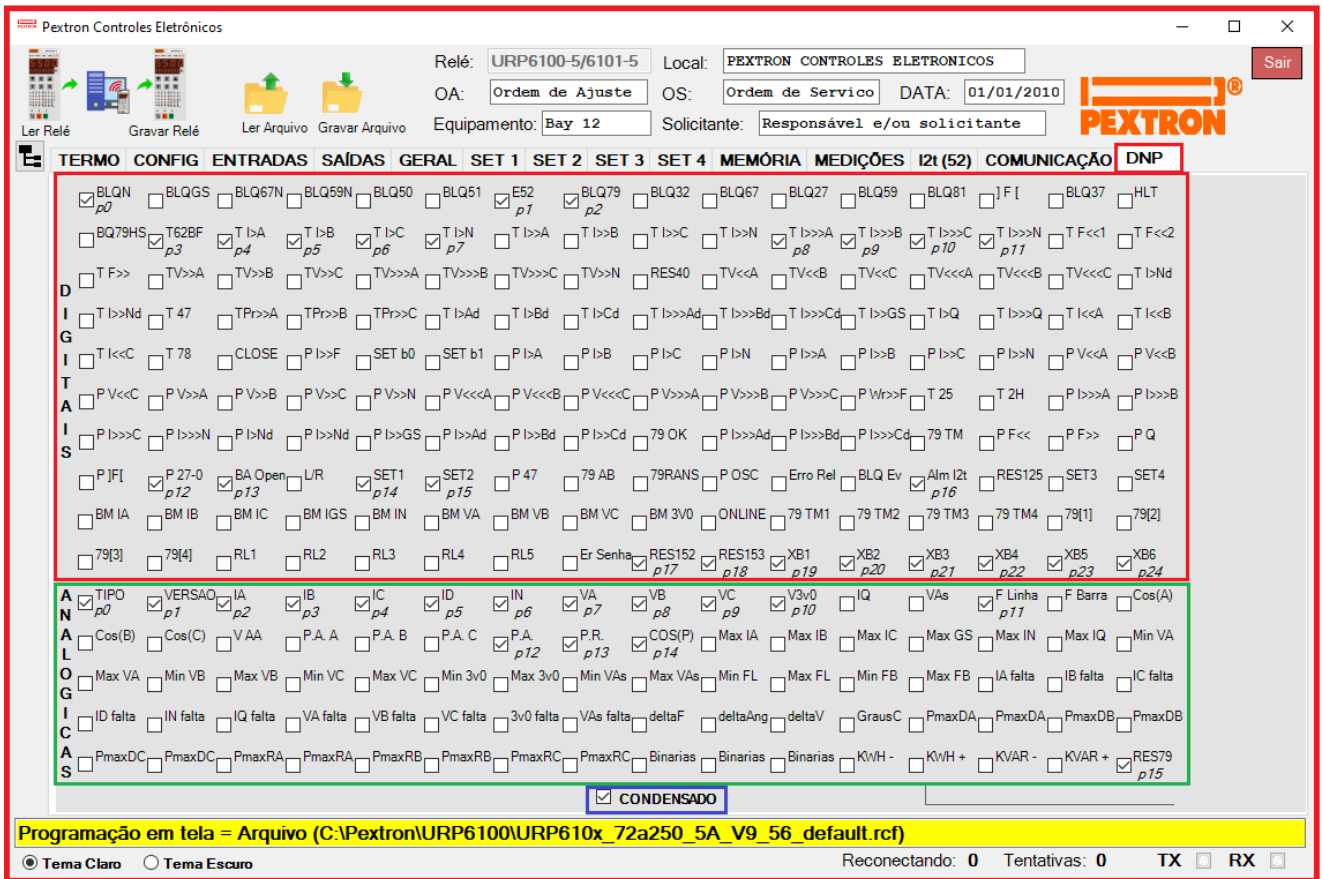 PEXTRON Pextron Controles Eletrônicos
Relé: URP6100-5/6101-5 Local: PEXTRON CONTROLES ELETRONICOS Sair
OA: Ordem de Ajuste OS: Ordem de Servico DATA: 01/01/2010
Ler Relé Gravar Relé Ler Arquivo Gravar Arquivo Equipamento: Bay 12 Solicitante: Responsável e/ou solicitante PEXTRON®
TERMO CONFIG ENTRADAS SAÍDAS GERAL SET 1 SET 2 SET 3 SET 4 MEMÓRIA MEDIÇÕES I2t (52) COMUNICAÇÃO DNP
DIGITAIS
BLQN BLQGS BLQ67N BLQ59N BLQ50 BLQ51 E52 BLQ79 BLQ32 BLQ67 BLQ27 BLQ59 BLQ81 ] F [ BLQ37 HLT
p0 p1 p2
BQ79HS T62BF T I>A T I>B T I>C T I>N T I>>A T I>>B T I>>C T I>>N T I>>>A T I>>>B T I>>>C T I>>>N T F<<1 T F<<2
p3 p4 p5 p6 p7 p8 p9 p10 p11
T F>> TV>>A TV>>B TV>>C TV>>>A TV>>>B TV>>>C TV>>N RES40 TV<<A TV<<B TV<<C TV<<<A TV<<<B TV<<<C T I>Nd
T I>>Nd T 47 TPr>>A TPr>>B TPr>>C T I>Ad T I>Bd T I>Cd T I>>>Ad T I>>>Bd T I>>>Cd T I>>GS T I>Q T I>>>Q T I<<A T I<<B
T I<<C T 78 CLOSE P I>>F SET b0 SET b1 P I>A P I>B P I>C P I>N P I>>A P I>>B P I>>C P I>>N P V<<A P V<<B
P V<<C P V>>A P V>>B P V>>C P V>>N P V<<<A P V<<<B P V<<<C P V>>>A P V>>>B P V>>>C P Wr>>F T 25 T 2H P I>>>A P I>>>B
P I>>>C P I>>>N P I>Nd P I>>Nd P I>>GS P I>>Ad P I>>Bd P I>>Cd 79 OK P I>>>Ad P I>>>Bd P I>>>Cd 79 TM P F<< P F>> P Q
P ]F[ P 27-0 BA Open L/R SET1 SET2 P 47 79 AB 79RANS P OSC Erro Rel BLQ Ev Alm I2t RES125 SET3 SET4
p12 p13 p14 p15 p16
BM IA BM IB BM IC BM IGS BM IN BM VA BM VB BM VC BM 3V0 ONLINE 79 TM1 79 TM2 79 TM3 79 TM4 79[1] 79[2]
79[3] 79[4] RL1 RL2 RL3 RL4 RL5 Er Senha RES152 RES153 XB1 XB2 XB3 XB4 XB5 XB6
p17 p18 p19 p20 p21 p22 p23 p24
ANALOGICAS
TIPO VERSAO IA IB IC ID IN VA VB VC V3v0 IQ VAs F Linha F Barra Cos(A)
p0 p1 p2 p3 p4 p5 p6 p7 p8 p9 p10 p11
Cos(B) Cos(C) V AA P.A. A P.A. B P.A. C P.A. P.R. COS(P) Max IA Max IB Max IC Max GS Max IN Max IQ Min VA
p12 p13 p14
Max VA Min VB Max VB Min VC Max VC Min 3v0 Max 3v0 Min VAs Max VAs Min FL Max FL Min FB Max FB IA falta IB falta IC falta
ID falta IN falta IQ falta VA falta VB falta VC falta 3v0 falta VAs falta deltaF deltaAng deltaV GrausC PmaxDA PmaxDA PmaxDB PmaxDB
PmaxDC PmaxDC PmaxRA PmaxRA PmaxRB PmaxRB PmaxRC PmaxRC Binarias Binarias Binarias KWH - KWH + KVAR - KVAR + RES79
p15
CONDENSADO
Programação em tela = Arquivo (C:\Pextron\URP6100\URP610x_72a250_5A_V9_56_default.rcf)
Tema Claro Tema Escuro Reconectando: 0 Tentativas: 0 TX RX